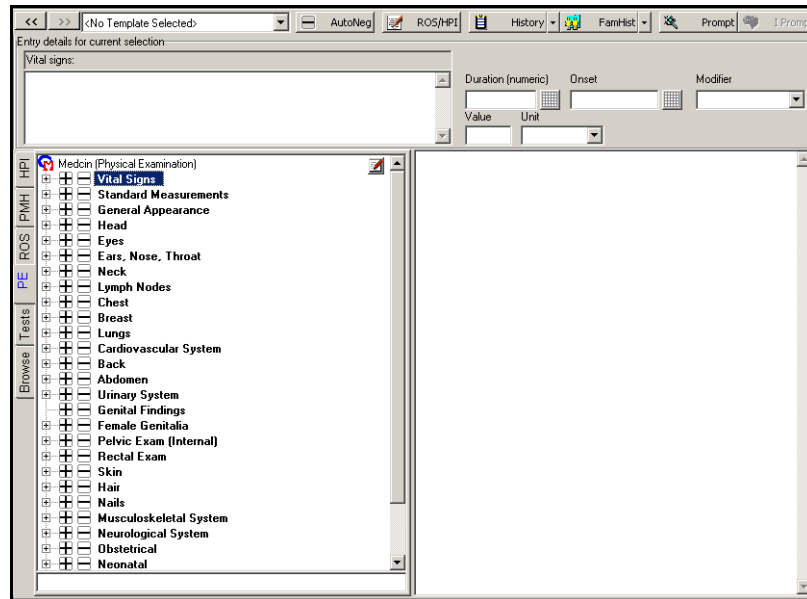 << >> <No Template Selected> AutoNeg ROS/HPI History FamHist Prompt I Promp
Entry details for current selection
Vital signs:
Duration (numeric) Onset Modifier
Value Unit
HPI
PMH
ROS
PE
Tests
Browse
Medcin (Physical Examination)
Vital Signs
Standard Measurements
General Appearance
Head
Eyes
Ears, Nose, Throat
Neck
Lymph Nodes
Chest
Breast
Lungs
Cardiovascular System
Back
Abdomen
Urinary System
Genital Findings
Female Genitalia
Pelvic Exam (Internal)
Rectal Exam
Skin
Hair
Nails
Musculoskeletal System
Neurological System
Obstetrical
Neonatal